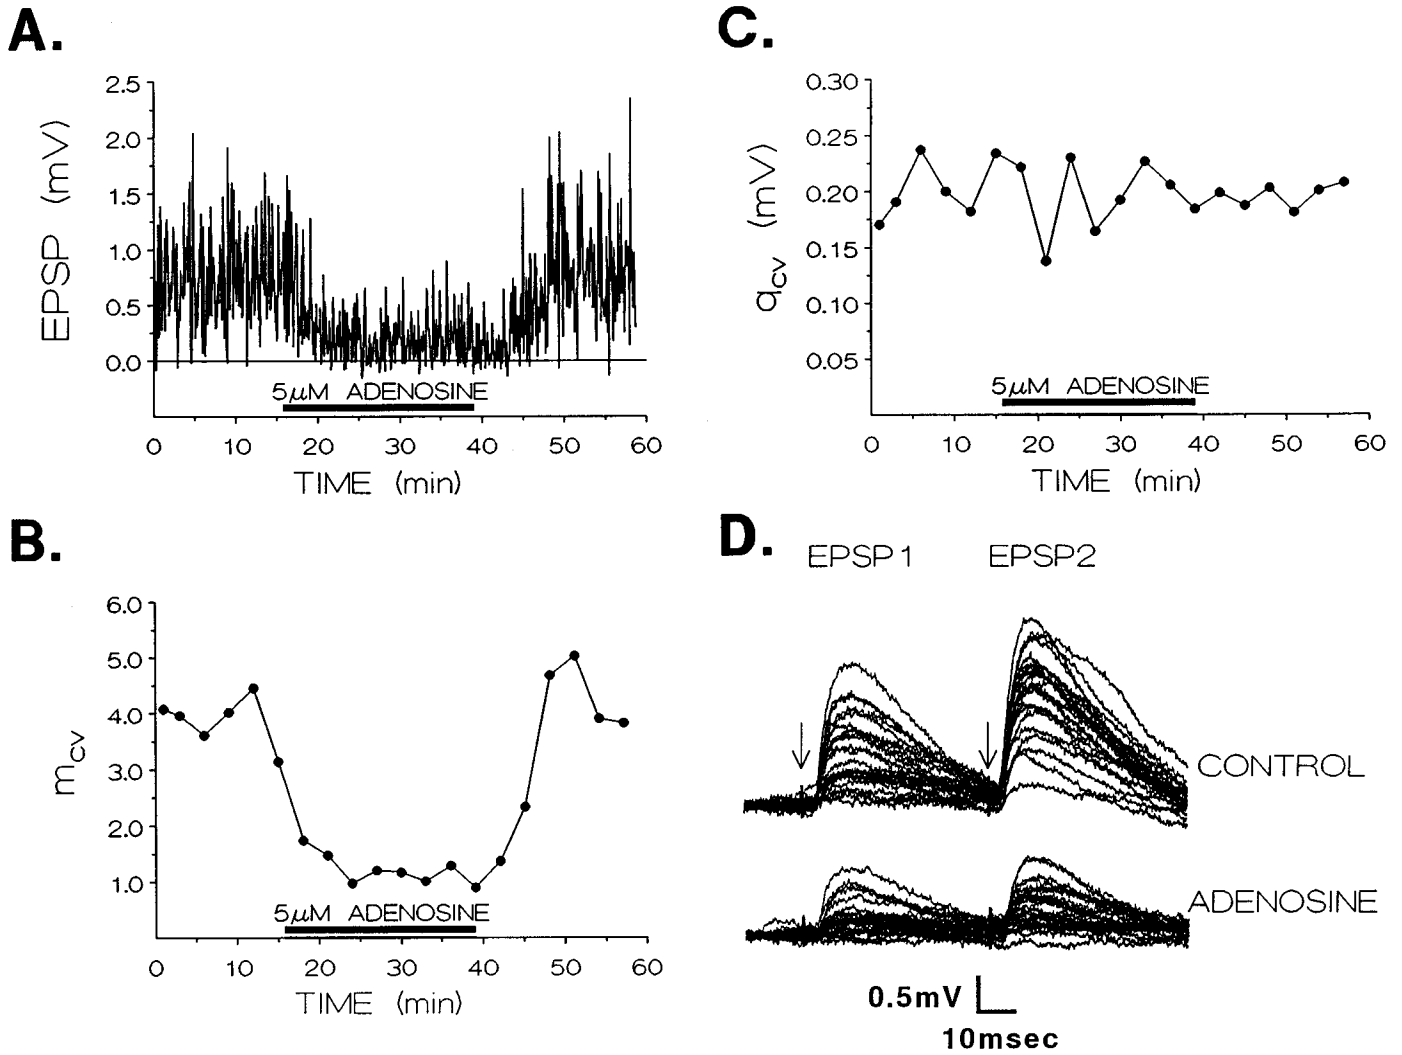 A.
2.5
2.0
1.5
1.0
0.5
0.0
EPSP (mV)
5μM ADENOSINE
0 10 20 30 40 50 60
TIME (min)
C.
0.30
0.25
0.20
0.15
0.10
0.05
qcv (mV)
5μM ADENOSINE
0 10 20 30 40 50 60
TIME (min)
B.
6.0
5.0
4.0
3.0
2.0
1.0
mcv
5μM ADENOSINE
0 10 20 30 40 50 60
TIME (min)
D.
EPSP1 EPSP2
CONTROL
ADENOSINE
0.5mV
10msec